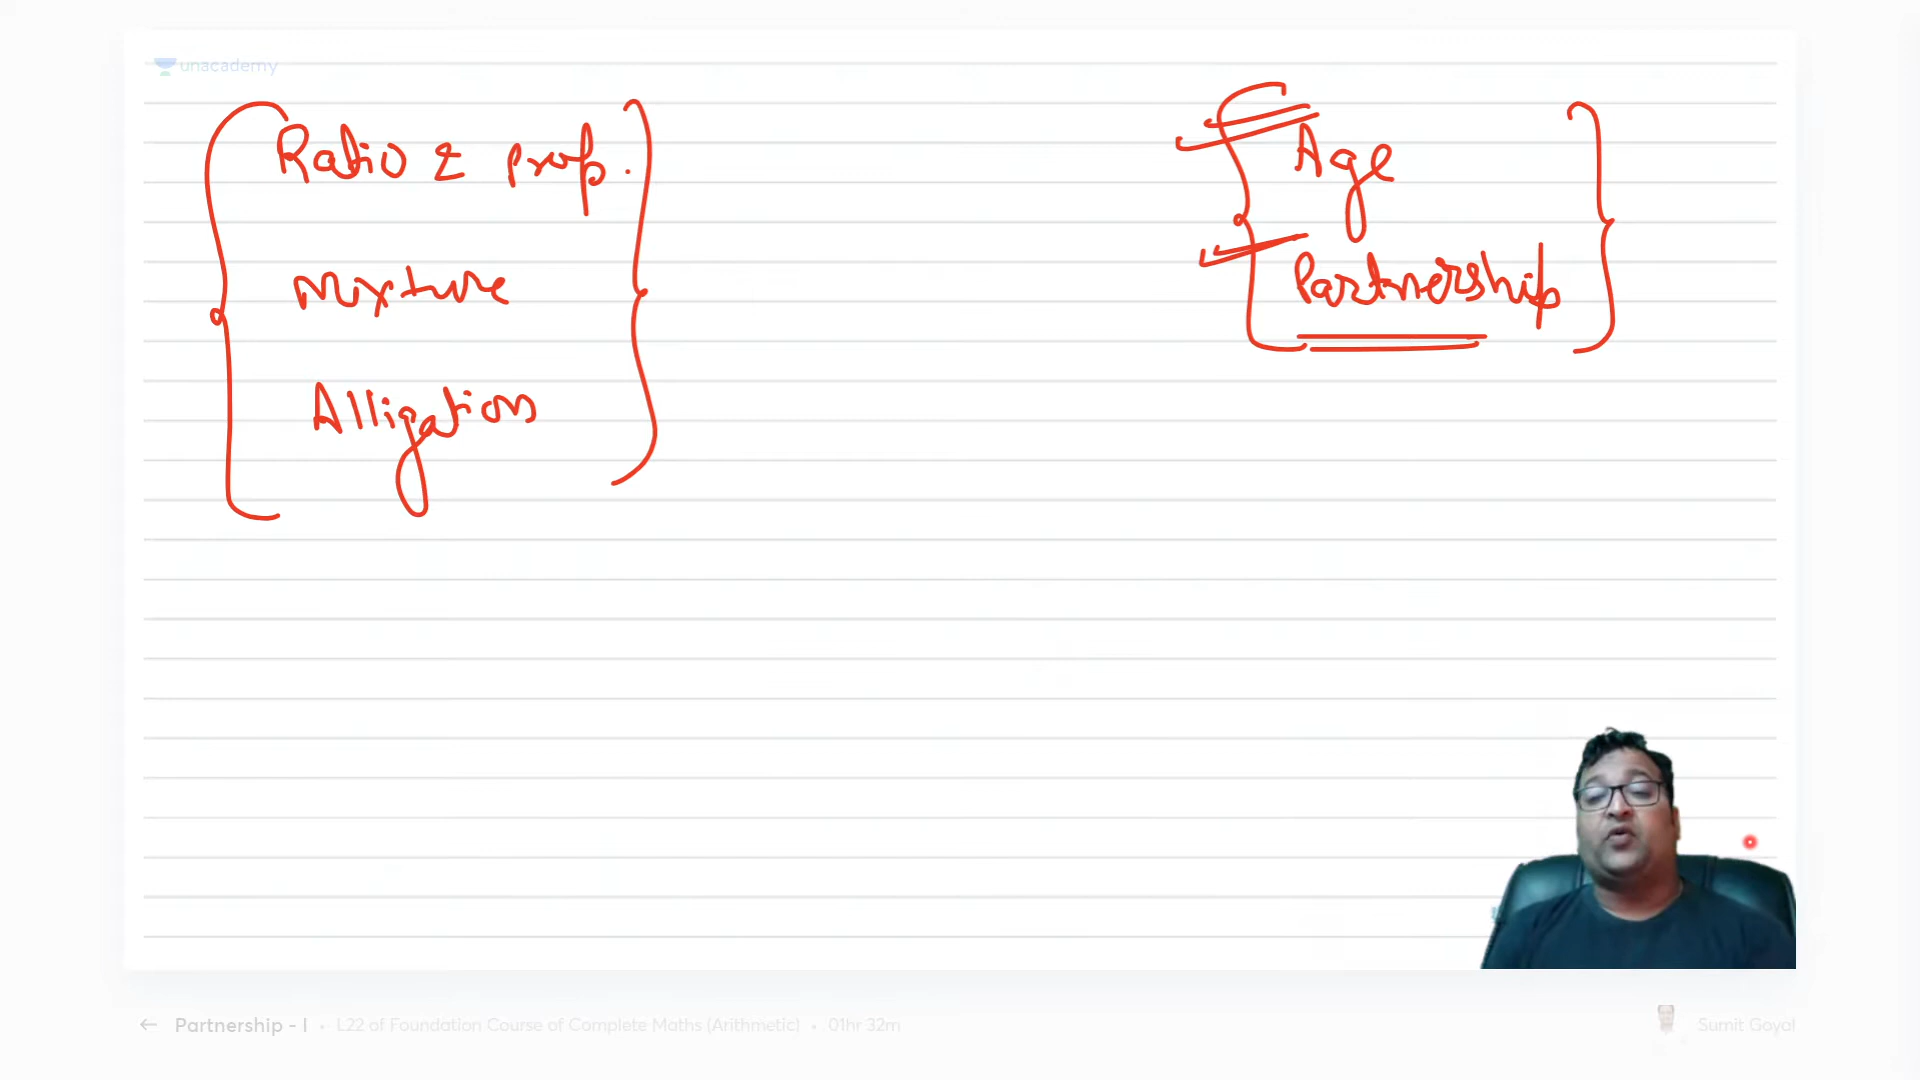 unacademy
Ratio & Prop.
Mixture
Alligation
Age
Partnership
Partnership - I • L22 of Foundation Course of Complete Maths (Arithmetic) • 01hr 32m
Sumit Goyal